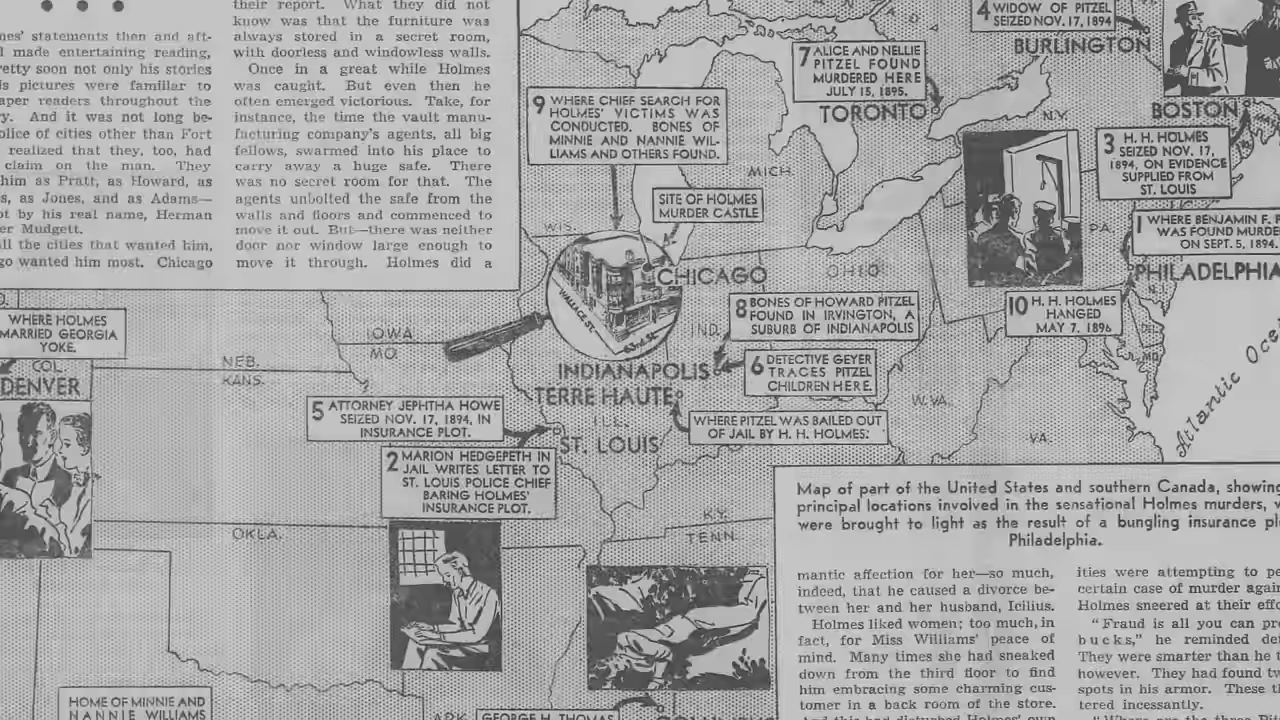 nes' statements then and aft-
made entertaining reading,
retty soon not only his stories
is pictures were familiar to
aper readers throughout the
y. And it was not long be-
olice of cities other than Fort
realized that they, too, had
claim on the man. They
him as Pratt, as Howard, as
s, as Jones, and as Adams—
ot by his real name, Herman
er Mudgett.
ll the cities that wanted him,
go wanted him most. Chicago
their report. What they did not
know was that the furniture was
always stored in a secret room,
with doorless and windowless walls.
Once in a great while Holmes
was caught. But even then he
often emerged victorious. Take, for
instance, the time the vault manu-
facturing company's agents, all big
fellows, swarmed into his place to
carry away a huge safe. There
was no secret room for that. The
agents unbolted the safe from the
walls and floors and commenced to
move it out. But—there was neither
door nor window large enough to
move it through. Holmes did a
4 WIDOW OF PITZEL
SEIZED NOV. 17, 1894
BURLINGTON
7 ALICE AND NELLIE
PITZEL FOUND
MURDERED HERE
JULY 15, 1895.
TORONTO
BOSTON
N.Y.
9 WHERE CHIEF SEARCH FOR
HOLMES' VICTIMS WAS
CONDUCTED. BONES OF
MINNIE AND NANNIE WIL-
LIAMS AND OTHERS FOUND.
3 H. H. HOLMES
SEIZED NOV. 17,
1894, ON EVIDENCE
SUPPLIED FROM
ST. LOUIS
MICH.
SITE OF HOLMES
MURDER CASTLE
WIS.
PA.
1 WHERE BENJAMIN F. P
WAS FOUND MURDE
ON SEPT. 5, 1894.
CHICAGO
OHIO
PHILADELPHIA
WALLACE ST.
63rd ST.
8 BONES OF HOWARD PITZEL
FOUND IN IRVINGTON, A
SUBURB OF INDIANAPOLIS
IND.
10 H. H. HOLMES
HANGED
MAY 7, 1896
N.J.
DEL.
MD.
WHERE HOLMES
MARRIED GEORGIA
YOKE.
IOWA
MO.
NEB.
KANS.
COL.
DENVER
INDIANAPOLIS
6 DETECTIVE GEYER
TRACES PITZEL
CHILDREN HERE.
TERRE HAUTE
Atlantic Oce
W.VA.
VA.
5 ATTORNEY JEPHTHA HOWE
SEIZED NOV. 17, 1894, IN
INSURANCE PLOT.
ILL.
WHERE PITZEL WAS BAILED OUT
OF JAIL BY H. H. HOLMES.
ST. LOUIS
2 MARION HEDGEPETH IN
JAIL WRITES LETTER TO
ST. LOUIS POLICE CHIEF
BARING HOLMES'
INSURANCE PLOT.
KY.
TENN.
OKLA.
Map of part of the United States and southern Canada, showing
principal locations involved in the sensational Holmes murders,
were brought to light as the result of a bungling insurance pl
Philadelphia.
mantic affection for her—so much,
indeed, that he caused a divorce be-
tween her and her husband, Icilius.
Holmes liked women; too much, in
fact, for Miss Williams' peace of
mind. Many times she had sneaked
down from the third floor to find
him embracing some charming cus-
tomer in a back room of the store.
And this had disturbed Holmes' own
ities were attempting to pe
certain case of murder again
Holmes sneered at their effo
"Fraud is all you can pr
bucks," he reminded de
They were smarter than he t
however. They had found tw
spots in his armor. These t
tered incessantly.
HOME OF MINNIE AND
NANNIE WILLIAMS
ARK.
GEORGE H. THOMAS